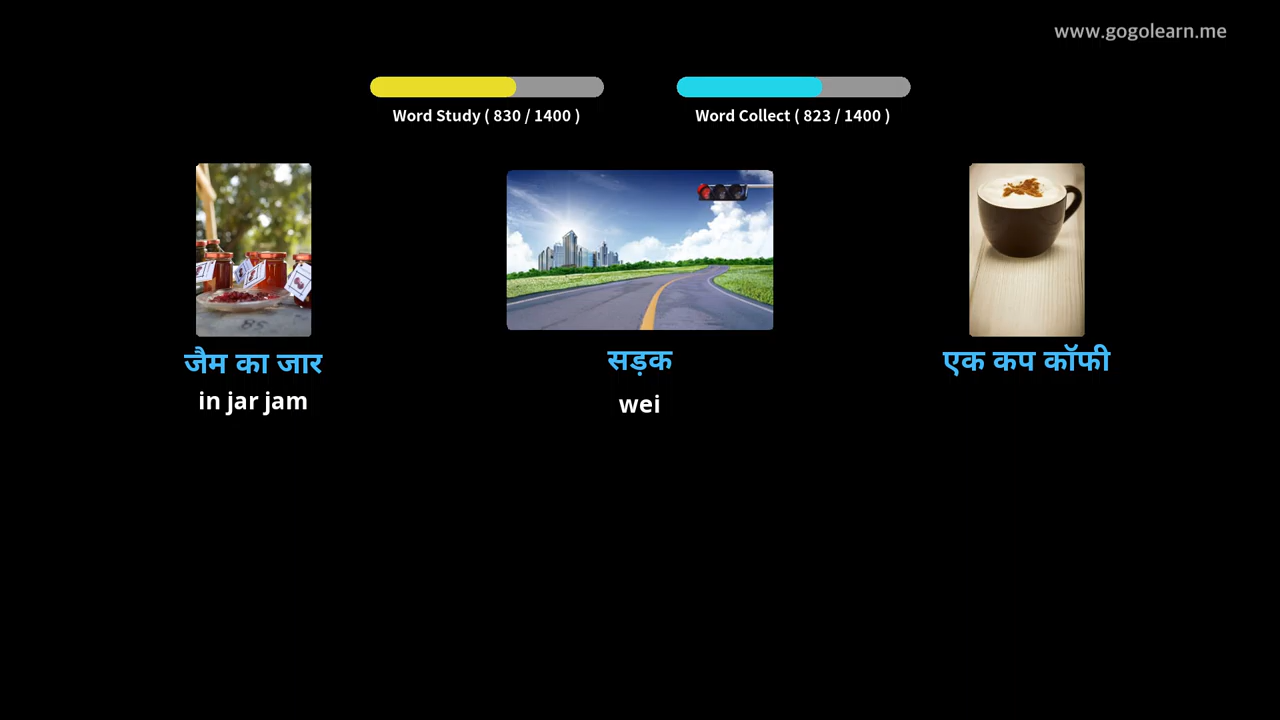 www.gogolearn.me
Word Study ( 830 / 1400 )
Word Collect ( 823 / 1400 )
जैम का जार
सड़क
एक कप कॉफी
in jar jam
wei